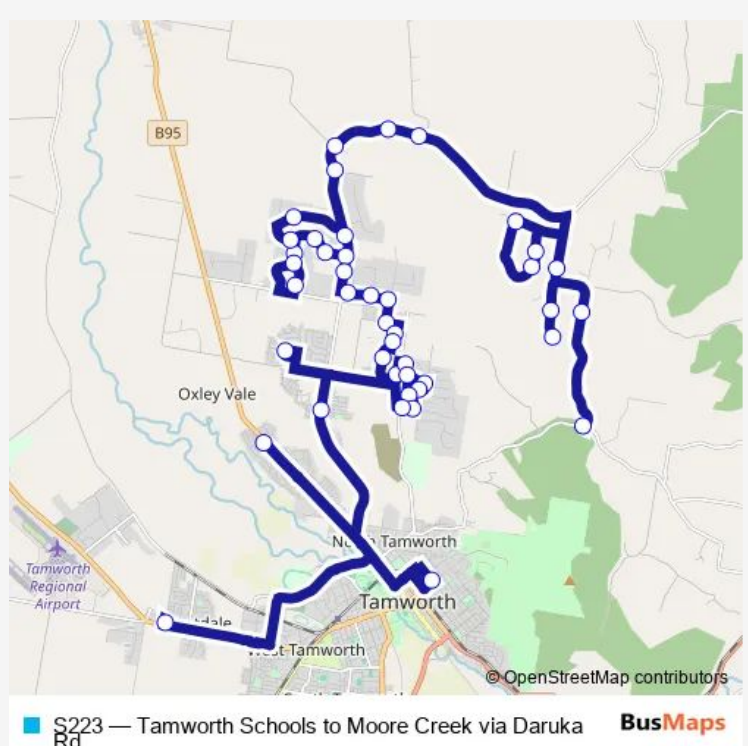 B95
Oxley Vale
North Tamworth
Tamworth
Regional
Airport
Tamworth
dale
West Tamworth
© OpenStreetMap contributors
S223 — Tamworth Schools to Moore Creek via Daruka
Rd
BusMaps